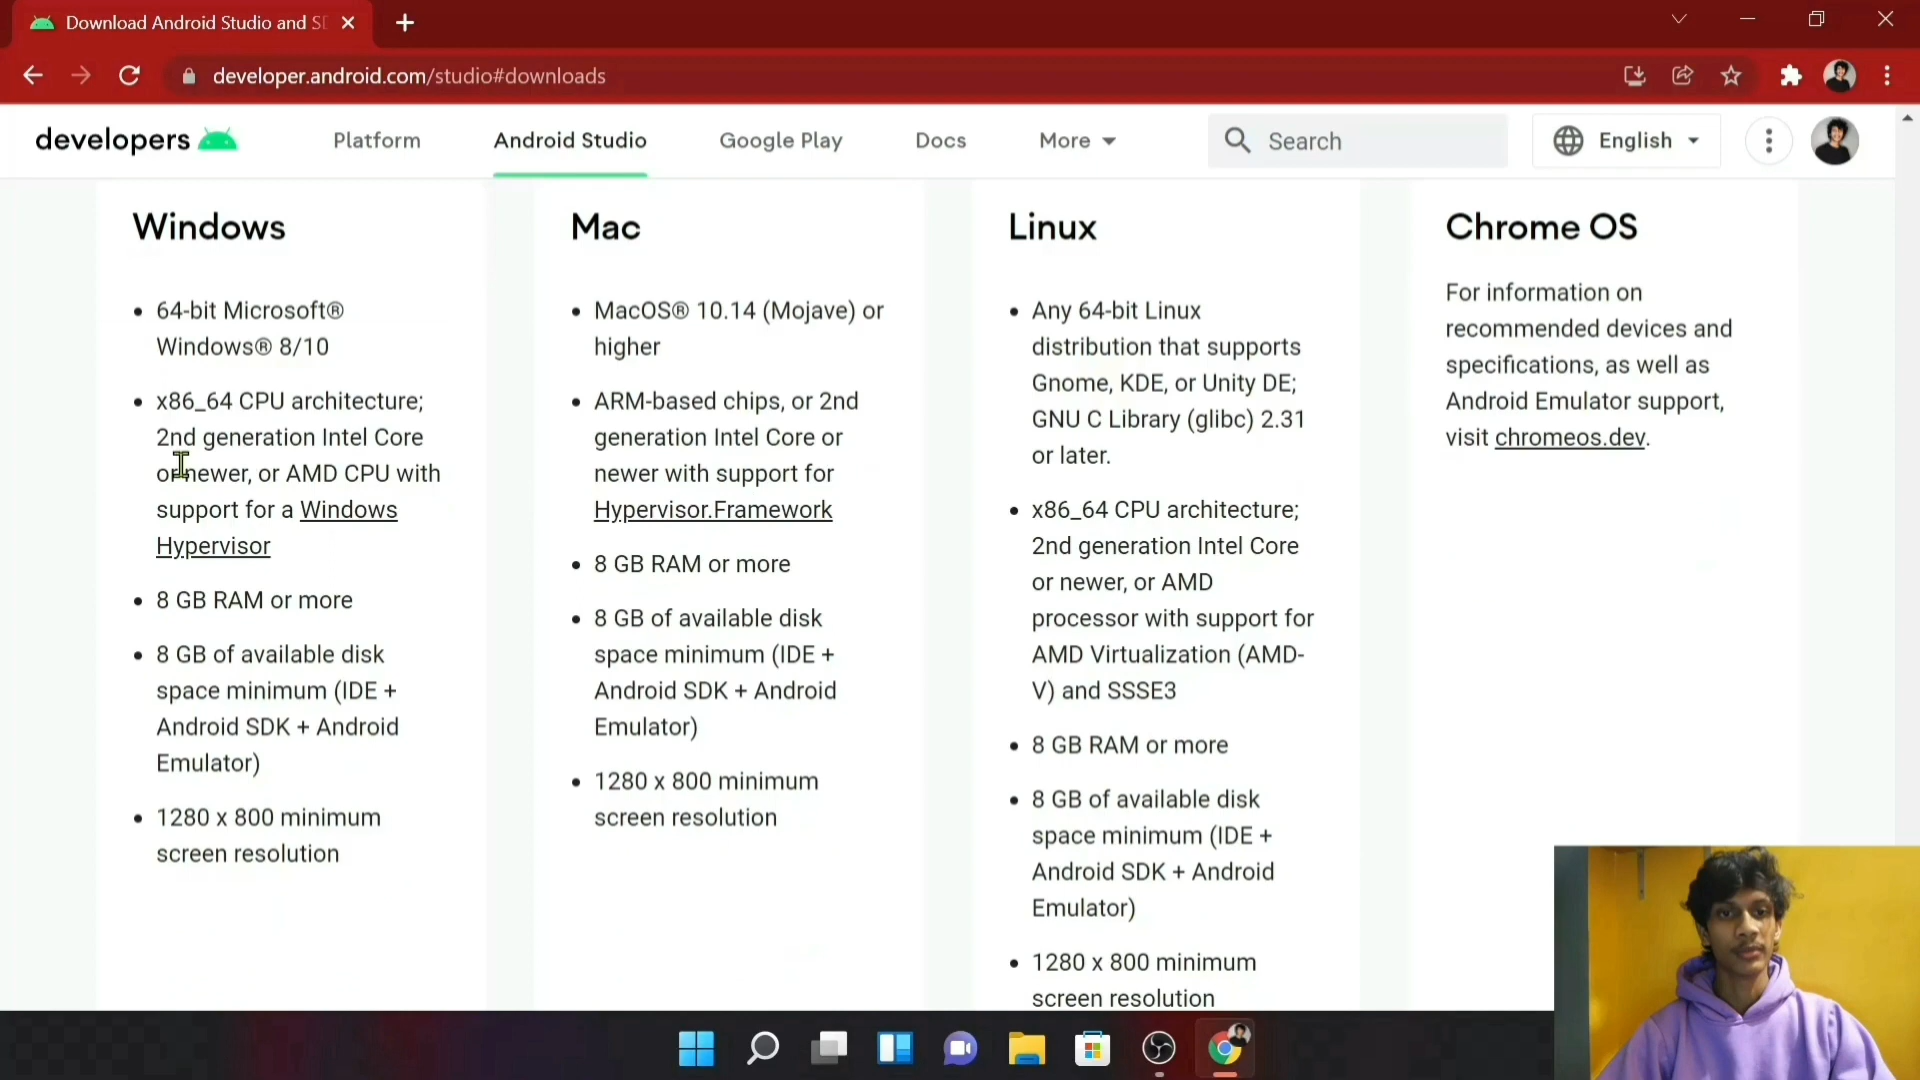 Download Android Studio and S
developer.android.com/studio#downloads
developers
Platform
Android Studio
Google Play
Docs
More
Search
English
Windows
64-bit Microsoft®
Windows® 8/10
x86_64 CPU architecture;
2nd generation Intel Core
or newer, or AMD CPU with
support for a Windows
Hypervisor
8 GB RAM or more
8 GB of available disk
space minimum (IDE +
Android SDK + Android
Emulator)
1280 x 800 minimum
screen resolution
Mac
MacOS® 10.14 (Mojave) or
higher
ARM-based chips, or 2nd
generation Intel Core or
newer with support for
Hypervisor.Framework
8 GB RAM or more
8 GB of available disk
space minimum (IDE +
Android SDK + Android
Emulator)
1280 x 800 minimum
screen resolution
Linux
Any 64-bit Linux
distribution that supports
Gnome, KDE, or Unity DE;
GNU C Library (glibc) 2.31
or later.
x86_64 CPU architecture;
2nd generation Intel Core
or newer, or AMD
processor with support for
AMD Virtualization (AMD-
V) and SSSE3
8 GB RAM or more
8 GB of available disk
space minimum (IDE +
Android SDK + Android
Emulator)
1280 x 800 minimum
screen resolution
Chrome OS
For information on
recommended devices and
specifications, as well as
Android Emulator support,
visit chromeos.dev.